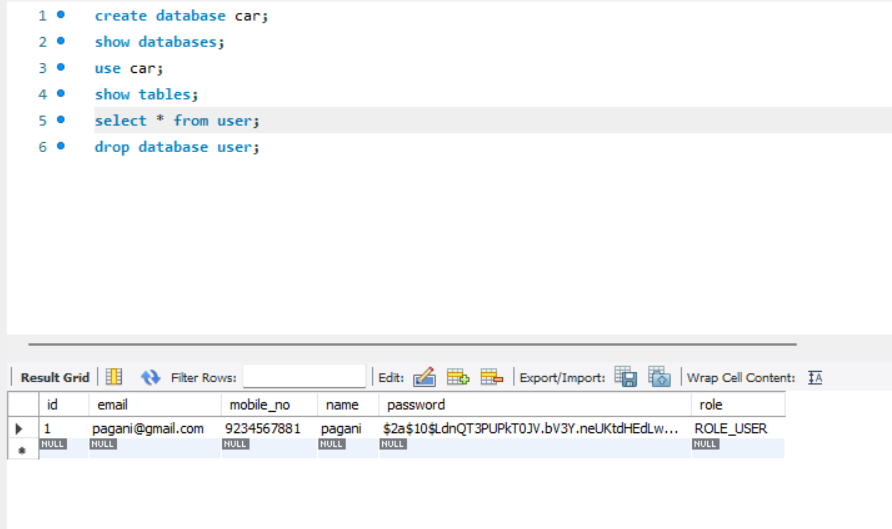 1 create database car;
2 show databases;
3 use car;
4 show tables;
5 select * from user;
6 drop database user;
Result Grid Filter Rows: Edit: Export/Import: Wrap Cell Content: IA
id email mobile_no name password role
1 pagani@gmail.com 9234567881 pagani $2a$10$LdnQT3PUPkT0JV.bV3Y.neUKtdHEdLw... ROLE_USER
* NULL NULL NULL NULL NULL NULL